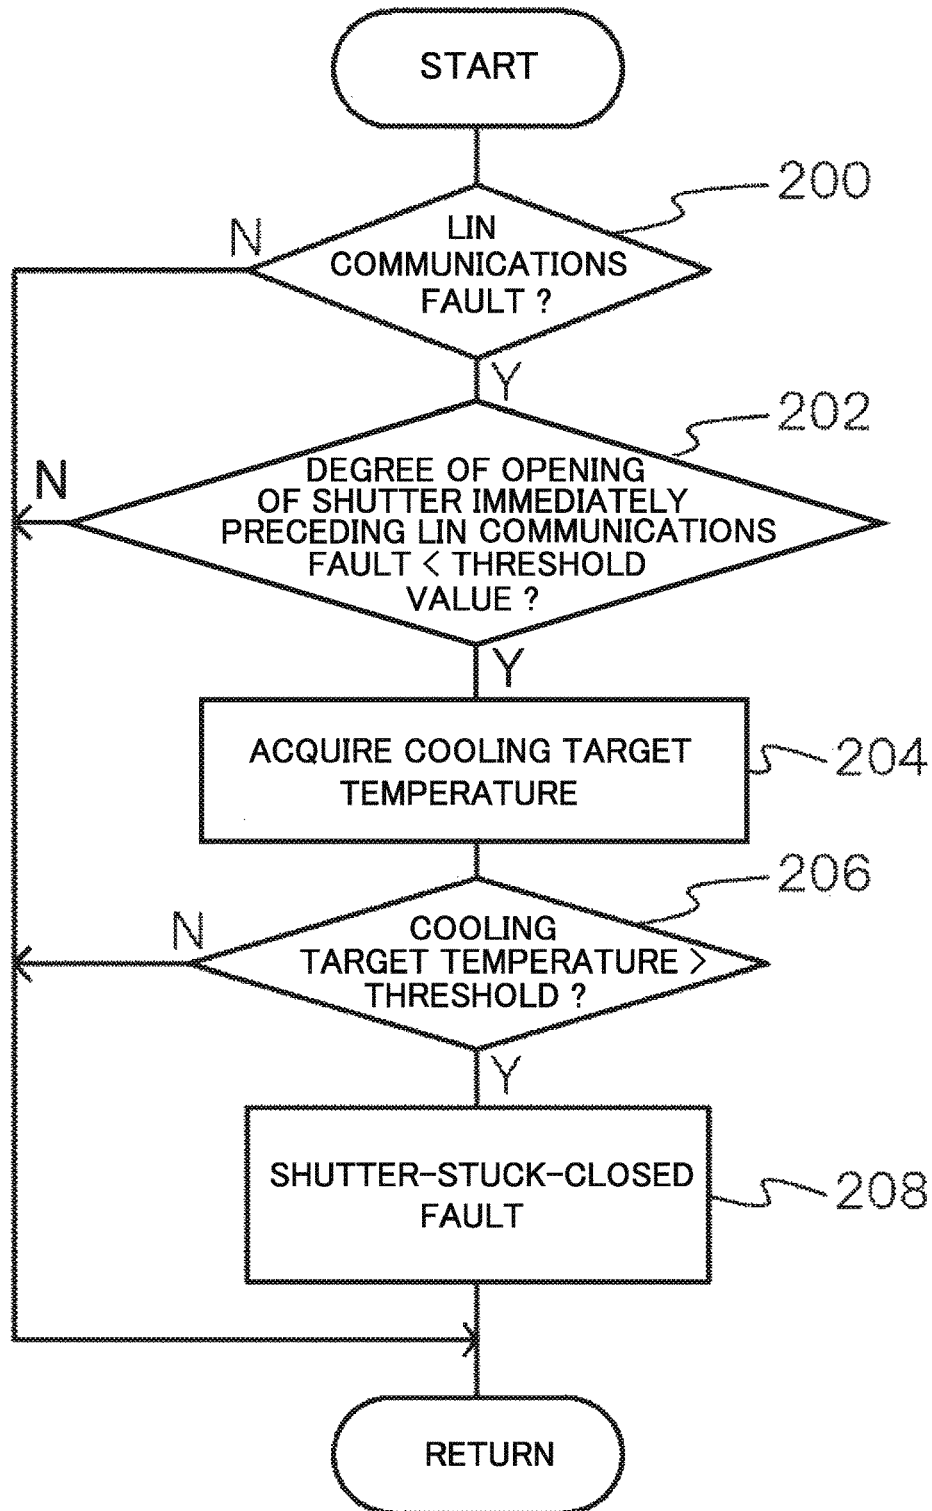 START
200
N
LIN
COMMUNICATIONS
FAULT ?
Y
202
N
DEGREE OF OPENING
OF SHUTTER IMMEDIATELY
PRECEDING LIN COMMUNICATIONS
FAULT < THRESHOLD
VALUE ?
Y
ACQUIRE COOLING TARGET
TEMPERATURE
204
206
N
COOLING
TARGET TEMPERATURE >
THRESHOLD ?
Y
SHUTTER-STUCK-CLOSED
FAULT
208
RETURN